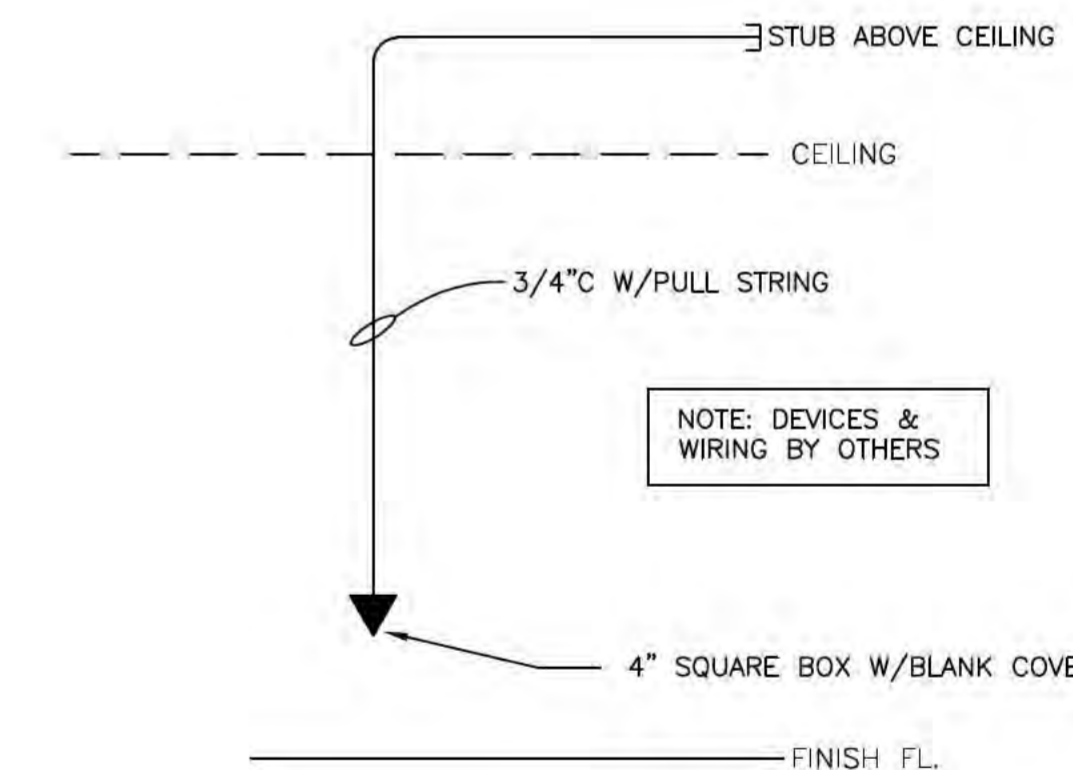 STUB ABOVE CEILING
CEILING
3/4"C W/PULL STRING
NOTE: DEVICES &
WIRING BY OTHERS
4" SQUARE BOX W/BLANK
FINISH FL.